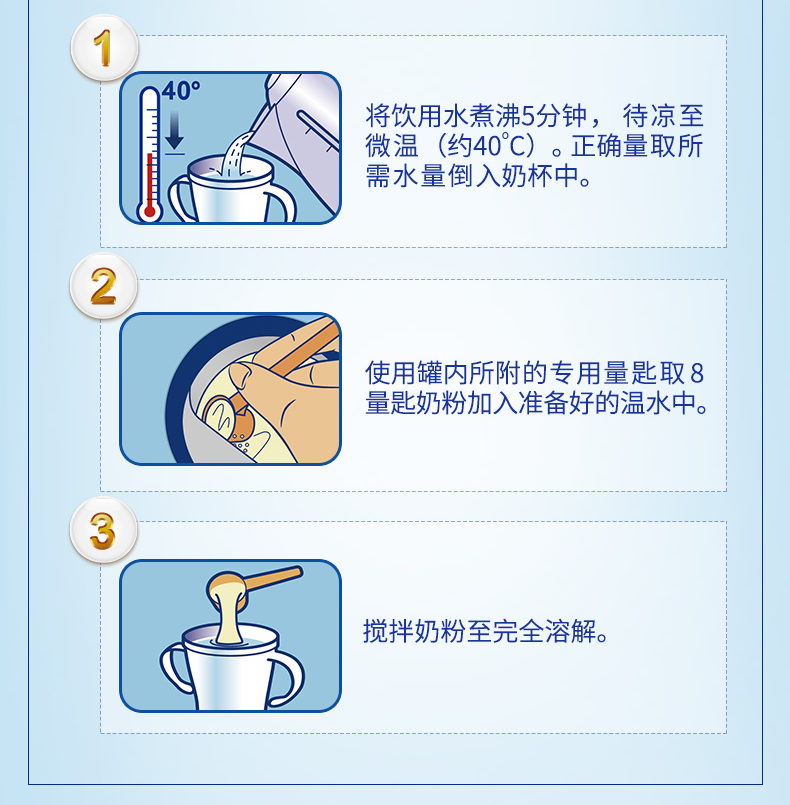 1
40°
将饮用水煮沸5分钟，待凉至
微温（约40℃）。正确量取所
需水量倒入奶杯中。
2
使用罐内所附的专用量匙取8
量匙奶粉加入准备好的温水中。
3
搅拌奶粉至完全溶解。